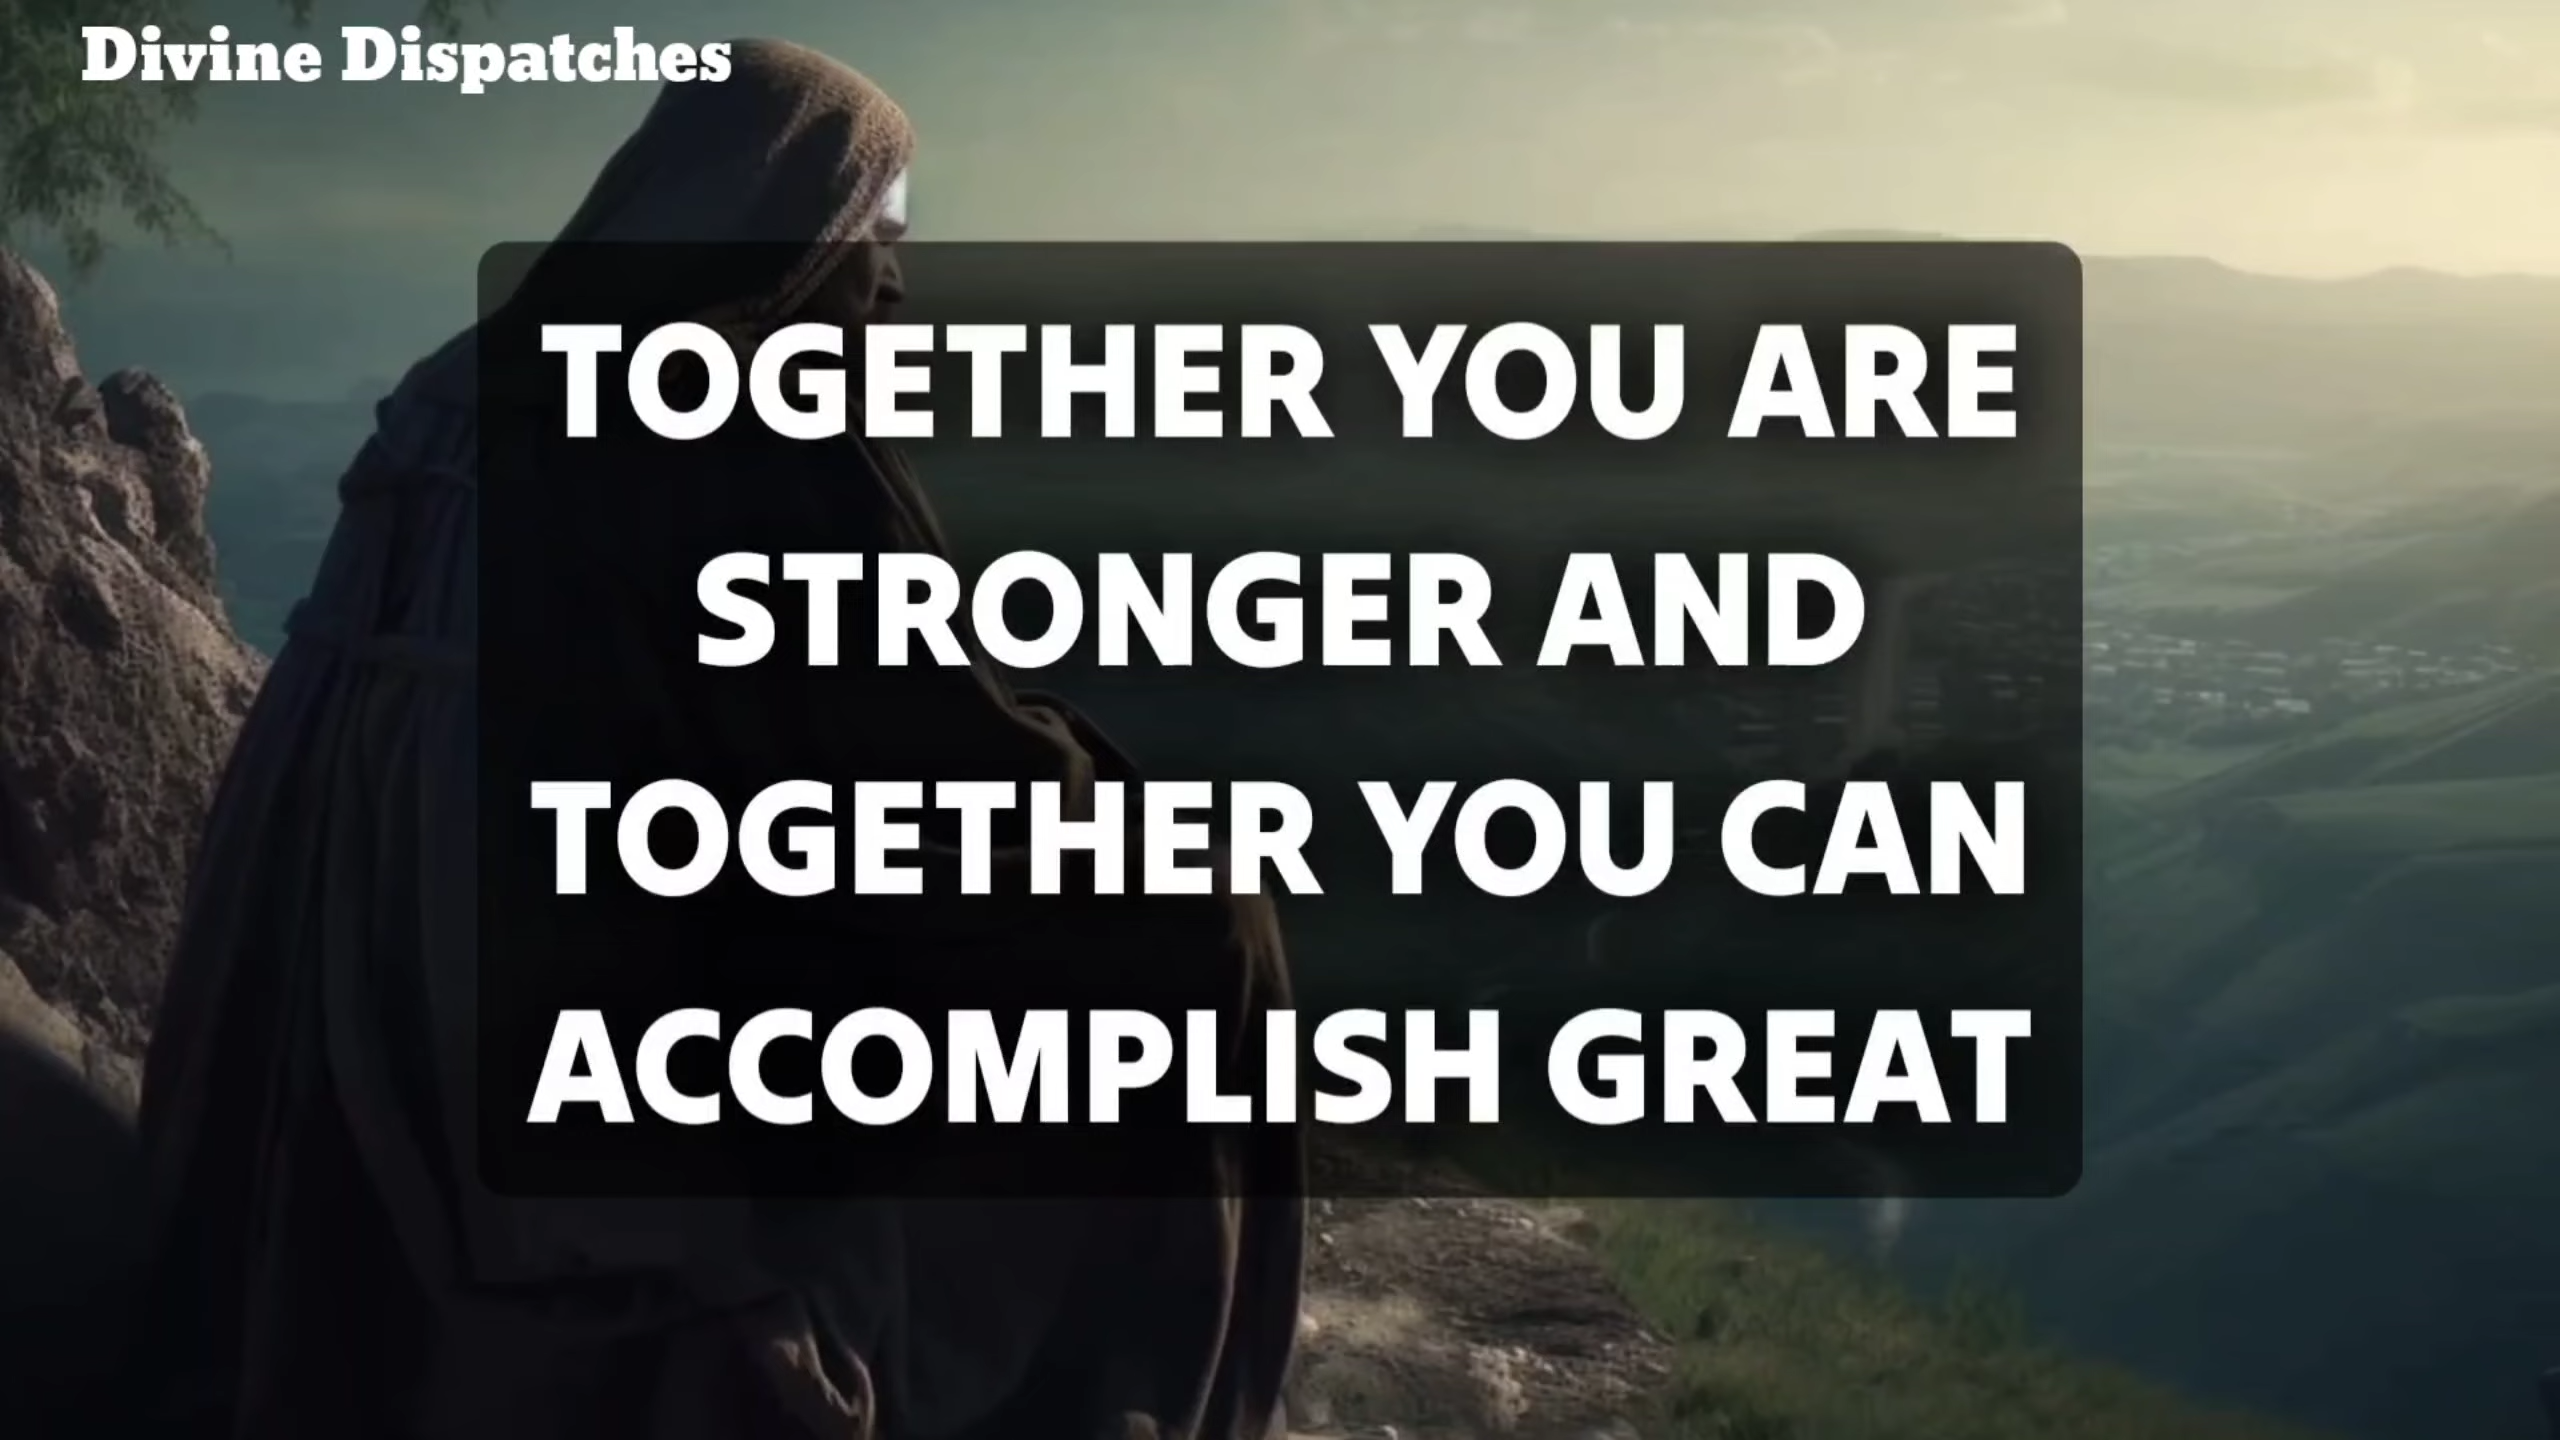 Divine Dispatches
TOGETHER YOU ARE
STRONGER AND
TOGETHER YOU CAN
ACCOMPLISH GREAT